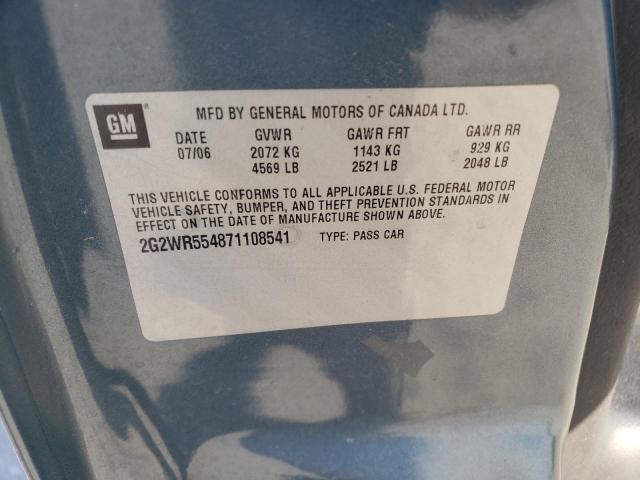 GM
MFD BY GENERAL MOTORS OF CANADA LTD.
DATE GVWR GAWR FRT GAWR RR
07/06 2072 KG 1143 KG 929 KG
4569 LB 2521 LB 2048 LB
THIS VEHICLE CONFORMS TO ALL APPLICABLE U.S. FEDERAL MOTOR
VEHICLE SAFETY, BUMPER, AND THEFT PREVENTION STANDARDS IN
EFFECT ON THE DATE OF MANUFACTURE SHOWN ABOVE.
2G2WR554871108541 TYPE: PASS CAR